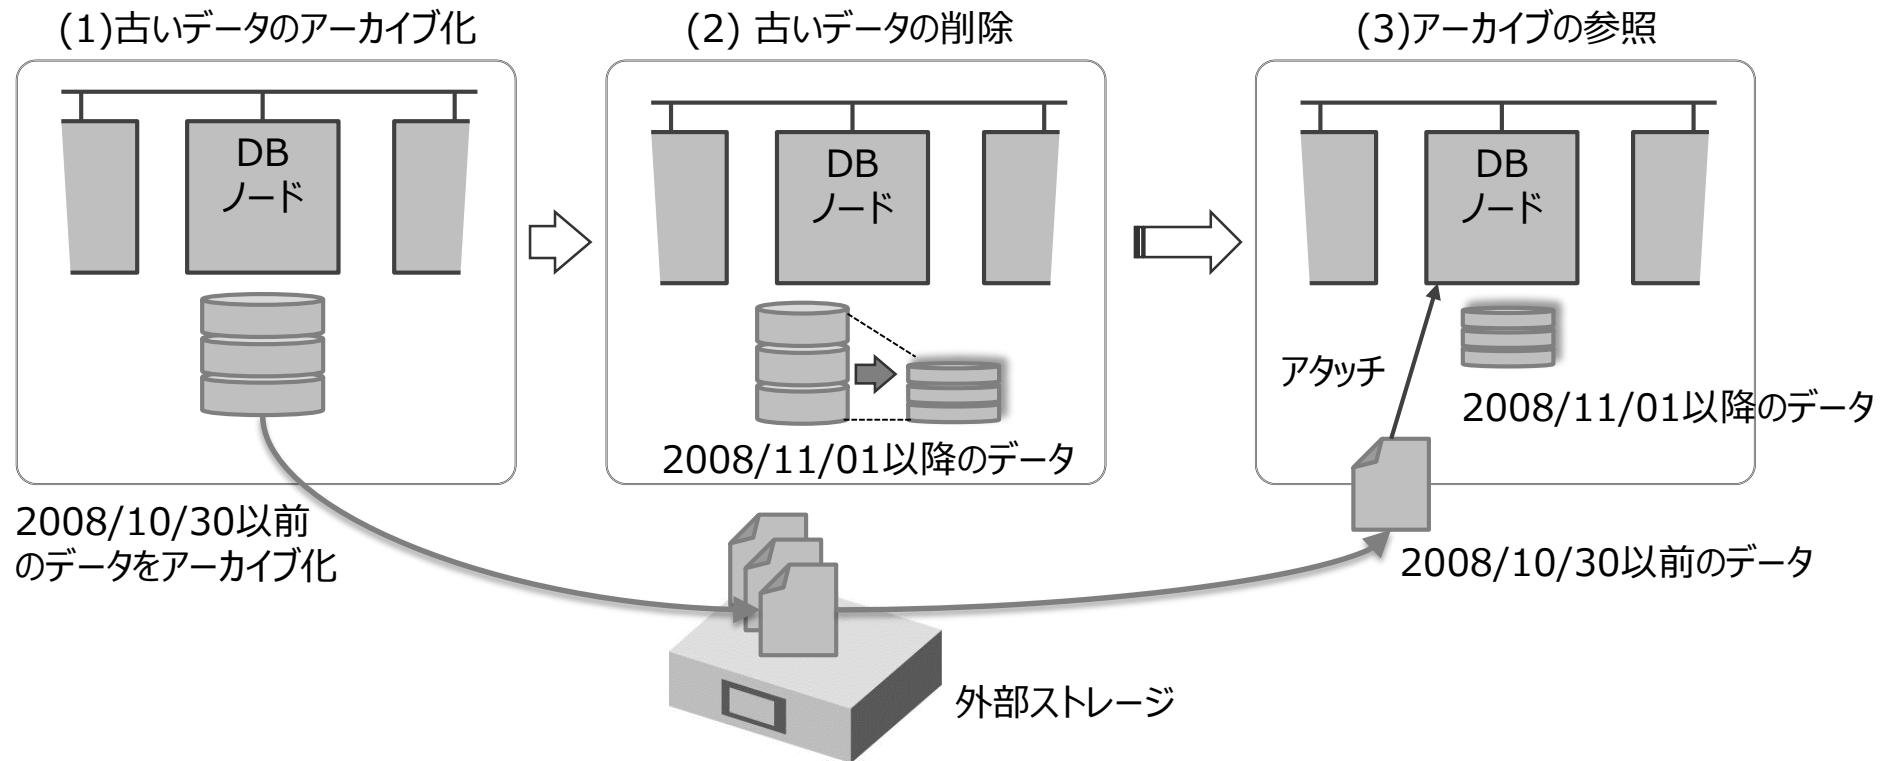 (1)古いデータのアーカイブ化
(2) 古いデータの削除
(3)アーカイブの参照
DB
ノード
DB
ノード
DB
ノード
アタッチ
2008/11/01以降のデータ
2008/11/01以降のデータ
2008/10/30以前
のデータをアーカイブ化
2008/10/30以前のデータ
外部ストレージ